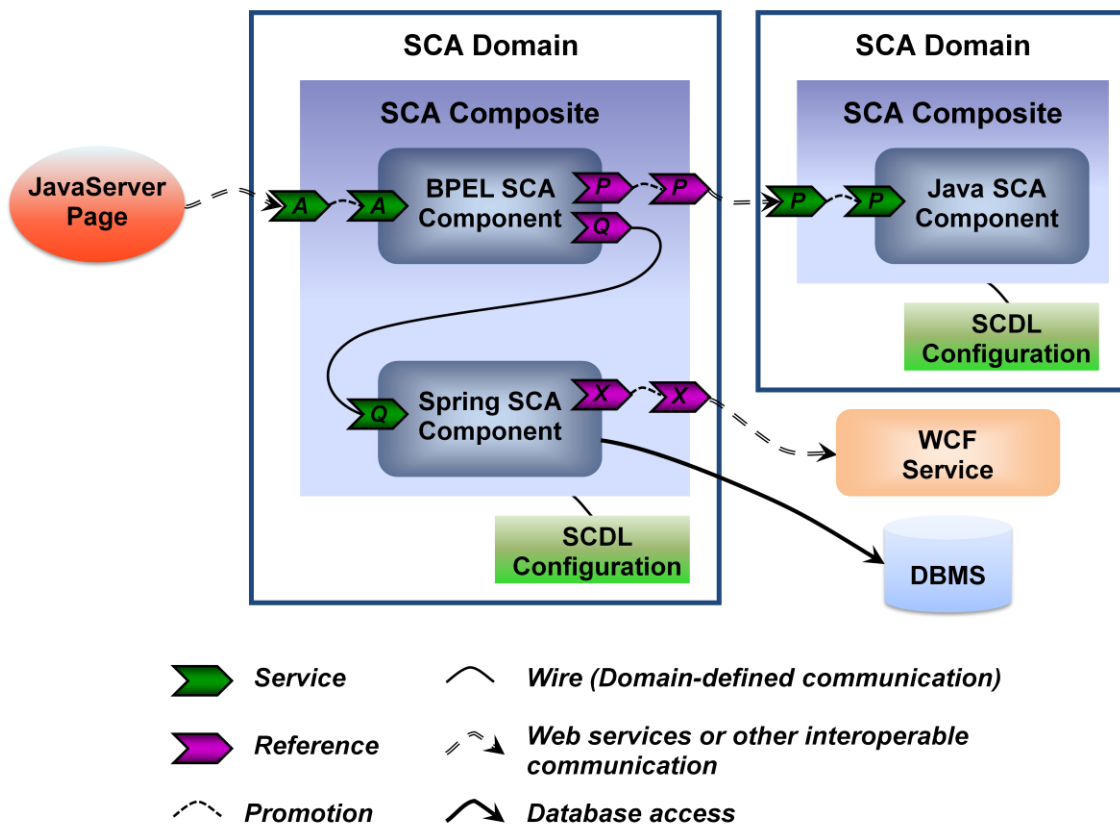 SCA Domain
SCA Composite
BPEL SCA
Component
JavaServer
Page
A
A
P
P
Q
Spring SCA
Component
Q
X
X
SCDL
Configuration
SCA Domain
SCA Composite
P
P
Java SCA
Component
SCDL
Configuration
WCF
Service
DBMS
Service
Wire (Domain-defined communication)
Reference
Web services or other interoperable
communication
Promotion
Database access